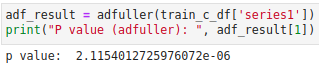 adf_result = adfuller(train_c_df['series1'])
print("P value (adfuller): ", adf_result[1])
p value:  2.1154012725976072e-06